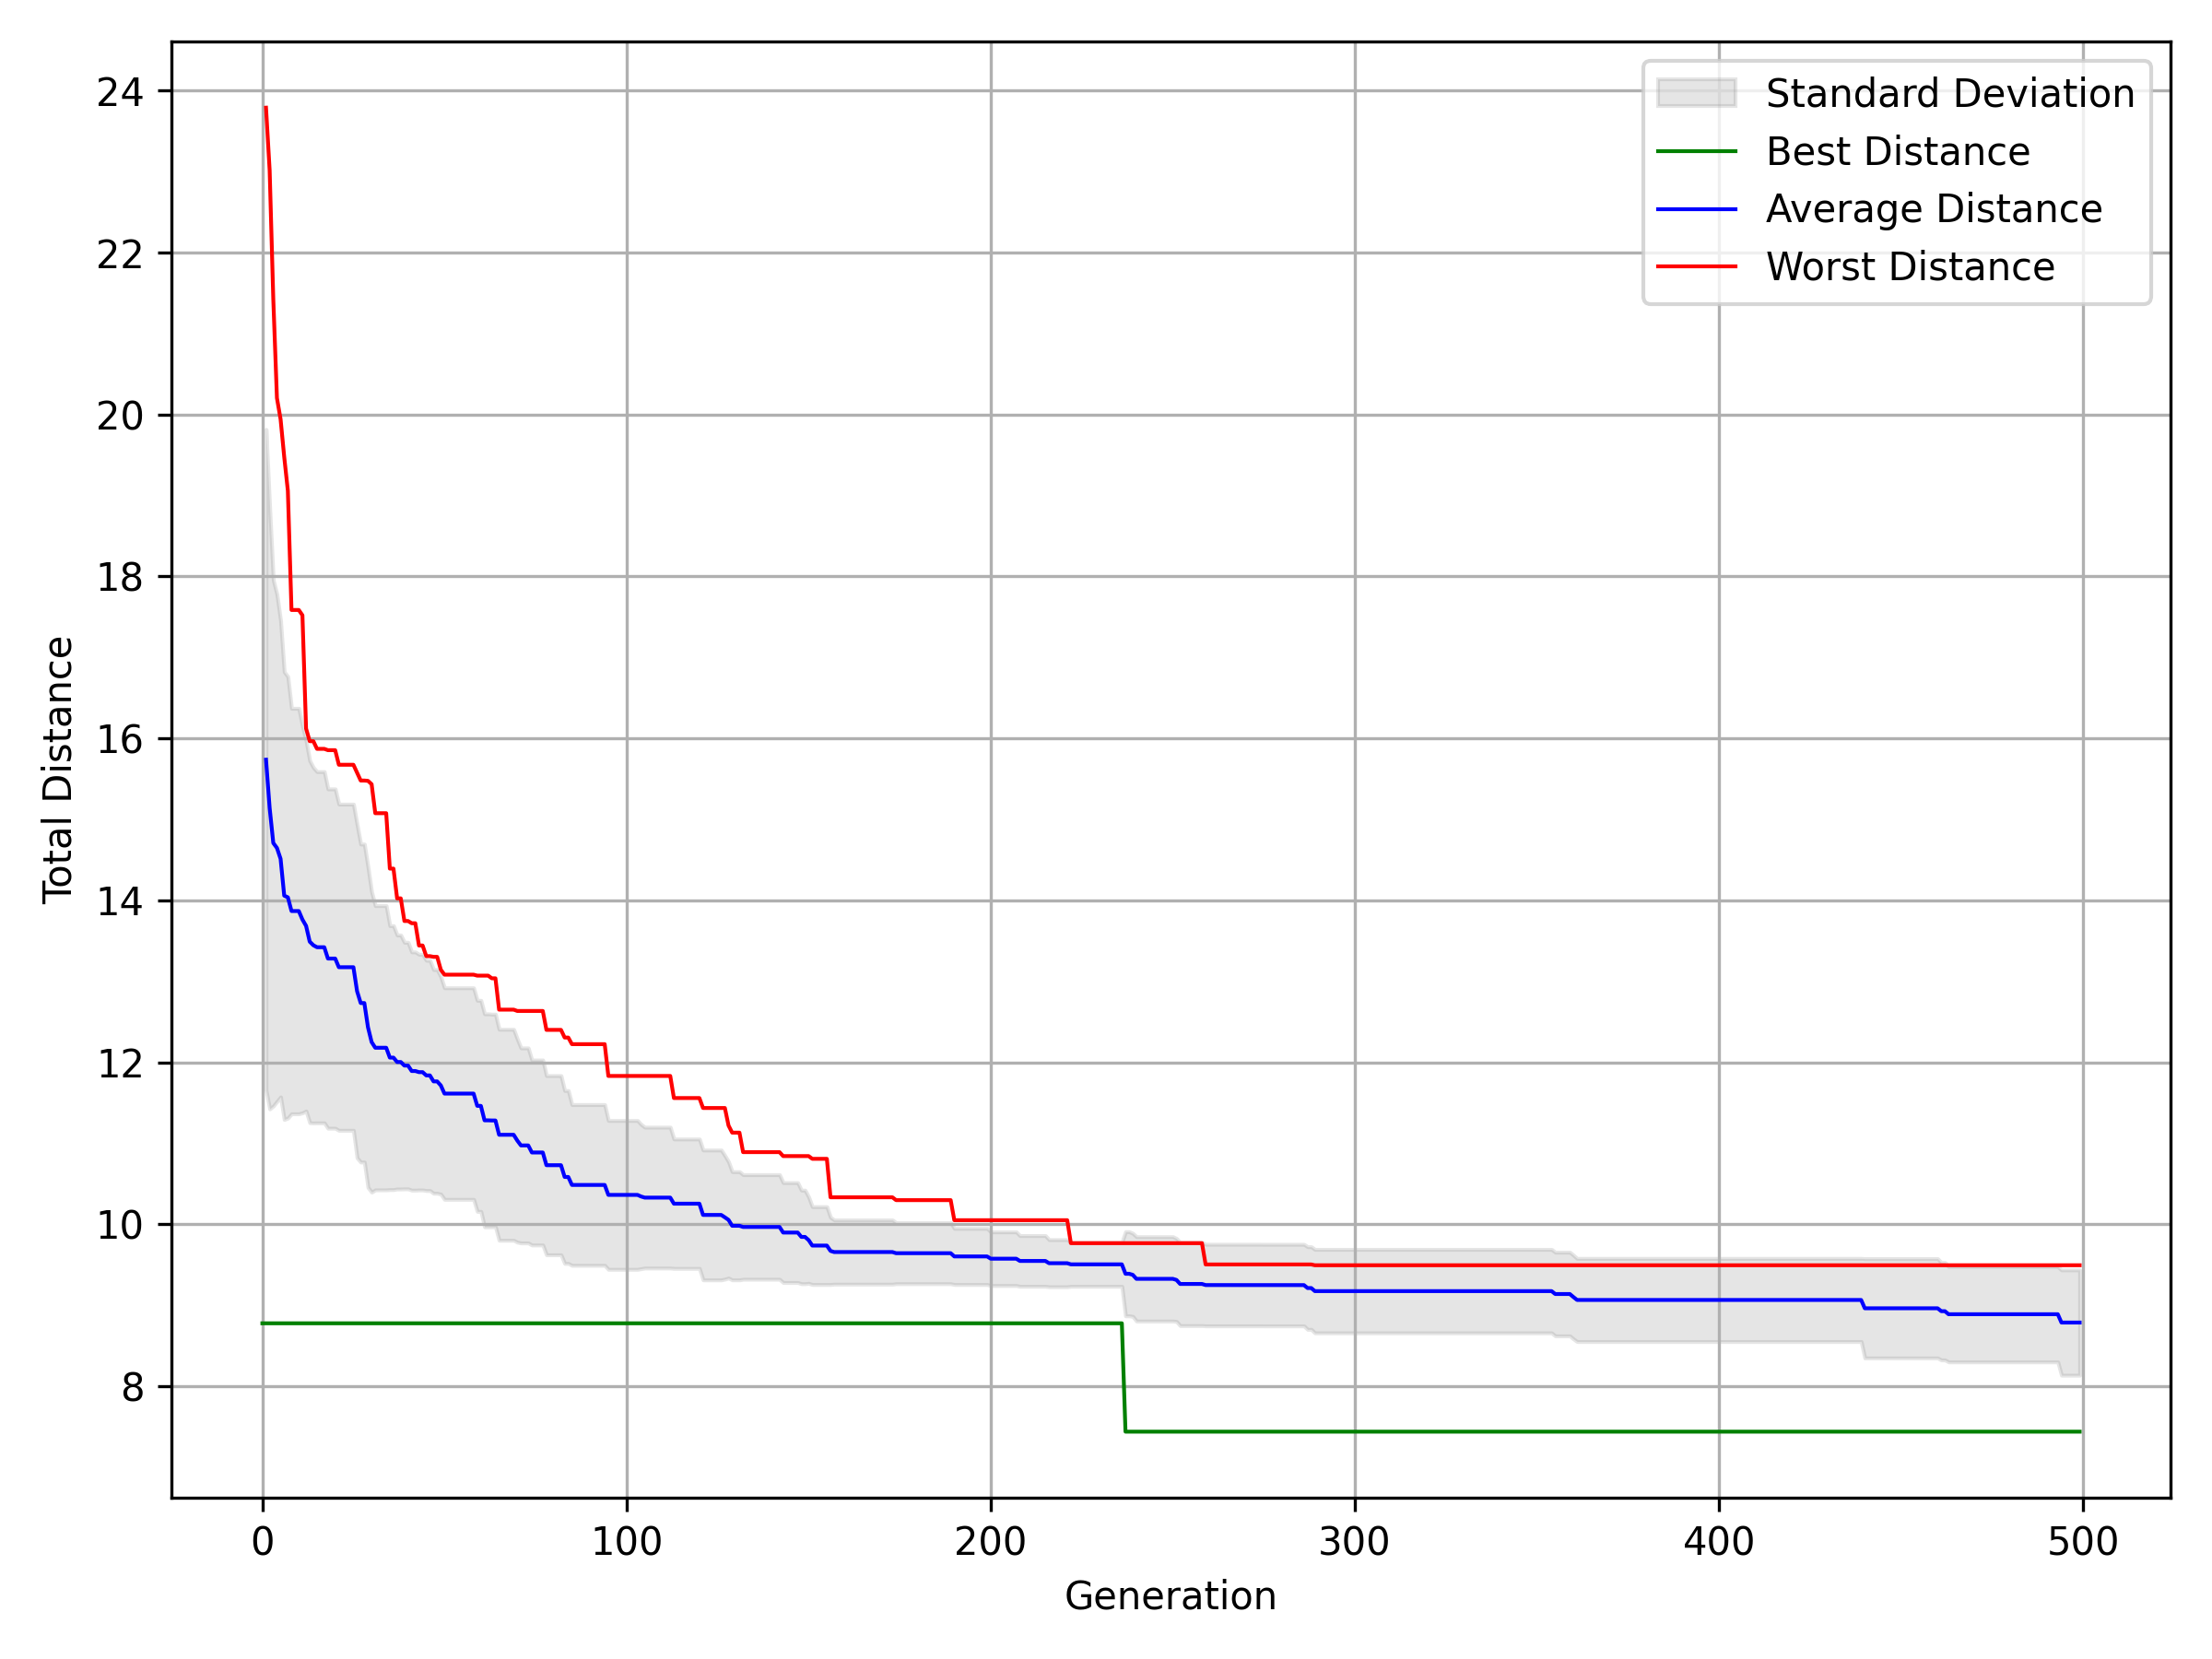 24
22
20
18
16
14
12
10
8
Total Distance
0 100 200 300 400 500
Generation
Standard Deviation
Best Distance
Average Distance
Worst Distance